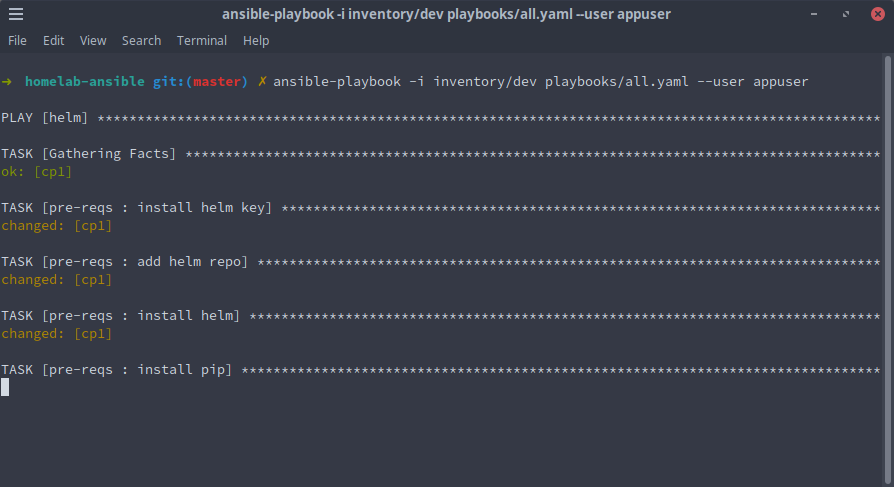 ansible-playbook -i inventory/dev playbooks/all.yaml --user appuser
File Edit View Search Terminal Help
→ homelab-ansible git:(master) ✗ ansible-playbook -i inventory/dev playbooks/all.yaml --user appuser
PLAY [helm] **************************************************************************************************
TASK [Gathering Facts] ***************************************************************************************
ok: [cp1]
TASK [pre-reqs : install helm key] ***************************************************************************
changed: [cp1]
TASK [pre-reqs : add helm repo] ******************************************************************************
changed: [cp1]
TASK [pre-reqs : install helm] *******************************************************************************
changed: [cp1]
TASK [pre-reqs : install pip] ********************************************************************************